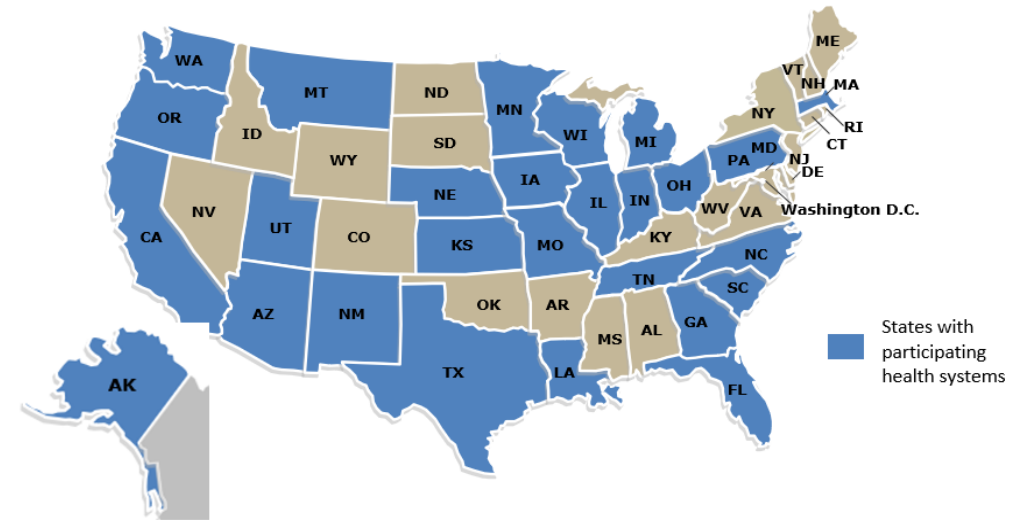 ME
VT
NH
MA
WA
MT
ND
MN
NY
OR
RI
ID
WI
MI
CT
SD
MD
WY
PA
NJ
DE
IA
OH
NE
IL
IN
NV
WV
VA
Washington D.C.
UT
CO
KY
CA
KS
MO
NC
TN
SC
AZ
NM
OK
AR
GA
MS
AL
States with
participating
health systems
TX
LA
AK
FL